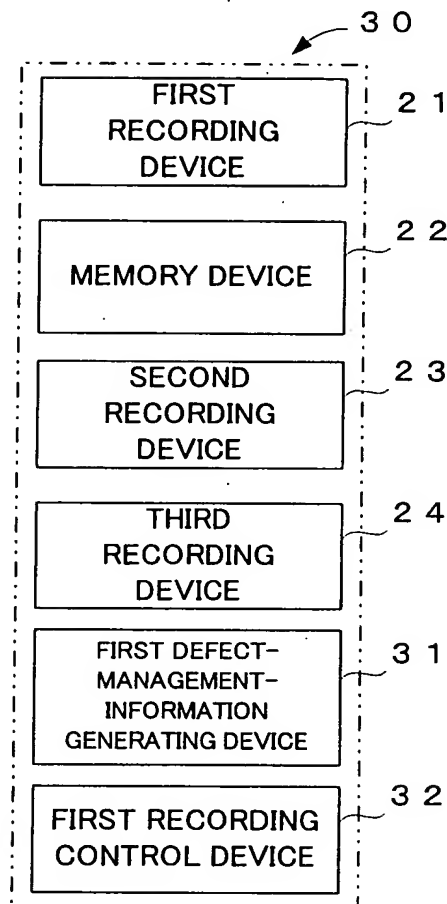 30
FIRST
RECORDING
DEVICE
21
MEMORY DEVICE
22
SECOND
RECORDING
DEVICE
23
THIRD
RECORDING
DEVICE
24
FIRST DEFECT-
MANAGEMENT-
INFORMATION
GENERATING DEVICE
31
FIRST RECORDING
CONTROL DEVICE
32